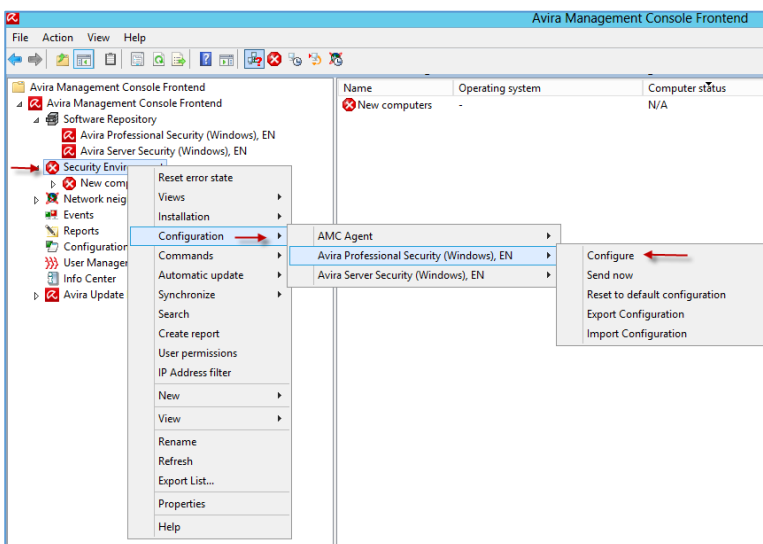 Avira Management Console Frontend
File Action View Help
Avira Management Console Frontend
Avira Management Console Frontend
Software Repository
Avira Professional Security (Windows), EN
Avira Server Security (Windows), EN
Security
New
Network
Events
Reports
Configuration
User
Info Center
Avira Update
Name Operating system Computer status
New computers - N/A
Reset error state
Views
Installation
Configuration
Commands
Automatic update
Synchronize
Search
Create report
User permissions
IP Address filter
New
View
Rename
Refresh
Export List...
Properties
Help
AMC Agent
Avira Professional Security (Windows), EN
Avira Server Security (Windows), EN
Configure
Send now
Reset to default configuration
Export Configuration
Import Configuration